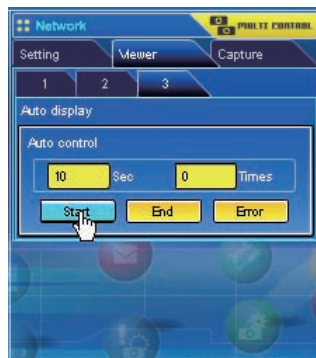 Network MULTI CONTROL
Setting Viewer Capture
1 2 3
Auto display
Auto control
10 Sec 0 Times
Start End Error